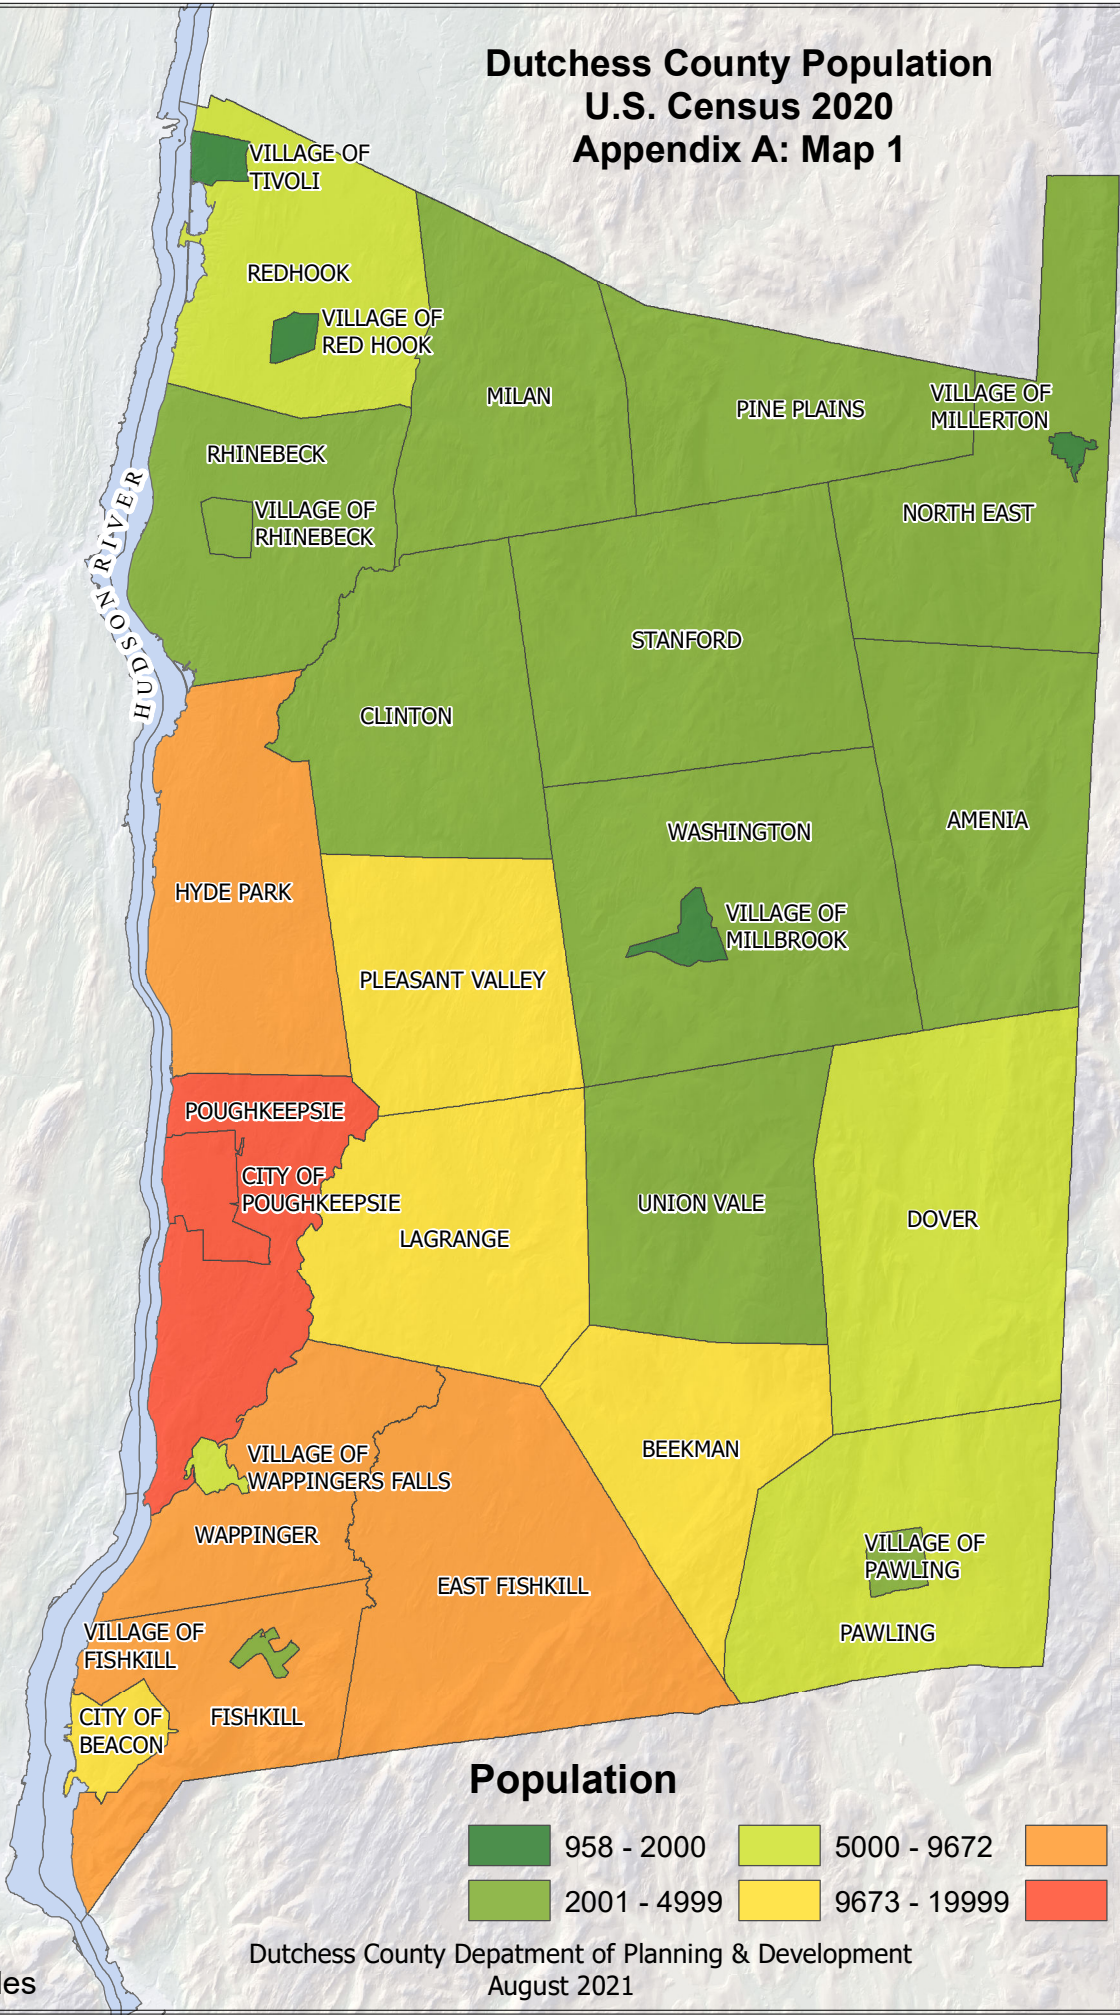 Dutchess County Population
U.S. Census 2020
Appendix A: Map 1
VILLAGE OF
TIVOLI
REDHOOK
VILLAGE OF
RED HOOK
MILAN
PINE PLAINS
VILLAGE OF
MILLERTON
RHINEBECK
VILLAGE OF
RHINEBECK
NORTH EAST
HUDSON RIVER
STANFORD
CLINTON
WASHINGTON
AMENIA
HYDE PARK
VILLAGE OF
MILLBROOK
PLEASANT VALLEY
POUGHKEEPSIE
CITY OF
POUGHKEEPSIE
UNION VALE
DOVER
LAGRANGE
VILLAGE OF
WAPPINGERS FALLS
BEEKMAN
WAPPINGER
VILLAGE OF
PAWLING
EAST FISHKILL
PAWLING
VILLAGE OF
FISHKILL
CITY OF
BEACON
FISHKILL
Population
958 - 2000
5000 - 9672
2001 - 4999
9673 - 19999
Dutchess County Depatment of Planning & Development
August 2021
les